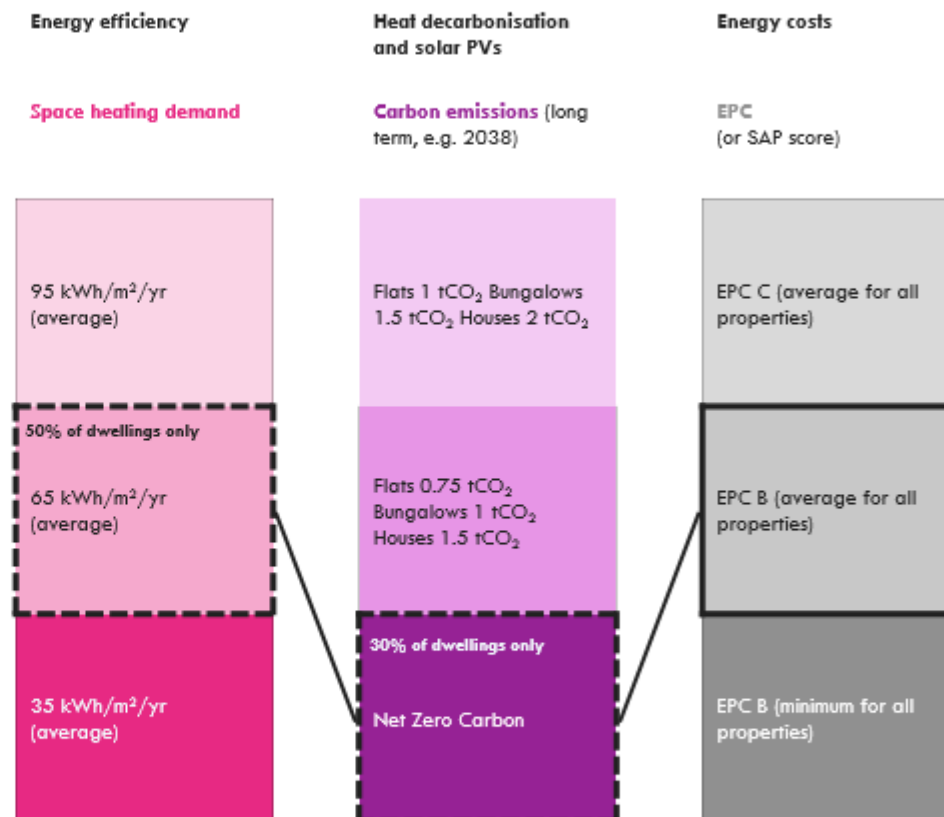 Energy efficiency
Heat decarbonisation
and solar PVs
Energy costs
Space heating demand
Carbon emissions (long
term, e.g. 2038)
EPC
(or SAP score)
95 kWh/m²/yr
(average)
Flats 1 tCO₂ Bungalows
1.5 tCO₂ Houses 2 tCO₂
EPC C (average for all
properties)
50% of dwellings only
65 kWh/m²/yr
(average)
Flats 0.75 tCO₂
Bungalows 1 tCO₂
Houses 1.5 tCO₂
EPC B (average for all
properties)
35 kWh/m²/yr
(average)
30% of dwellings only
Net Zero Carbon
EPC B (minimum for all
properties)